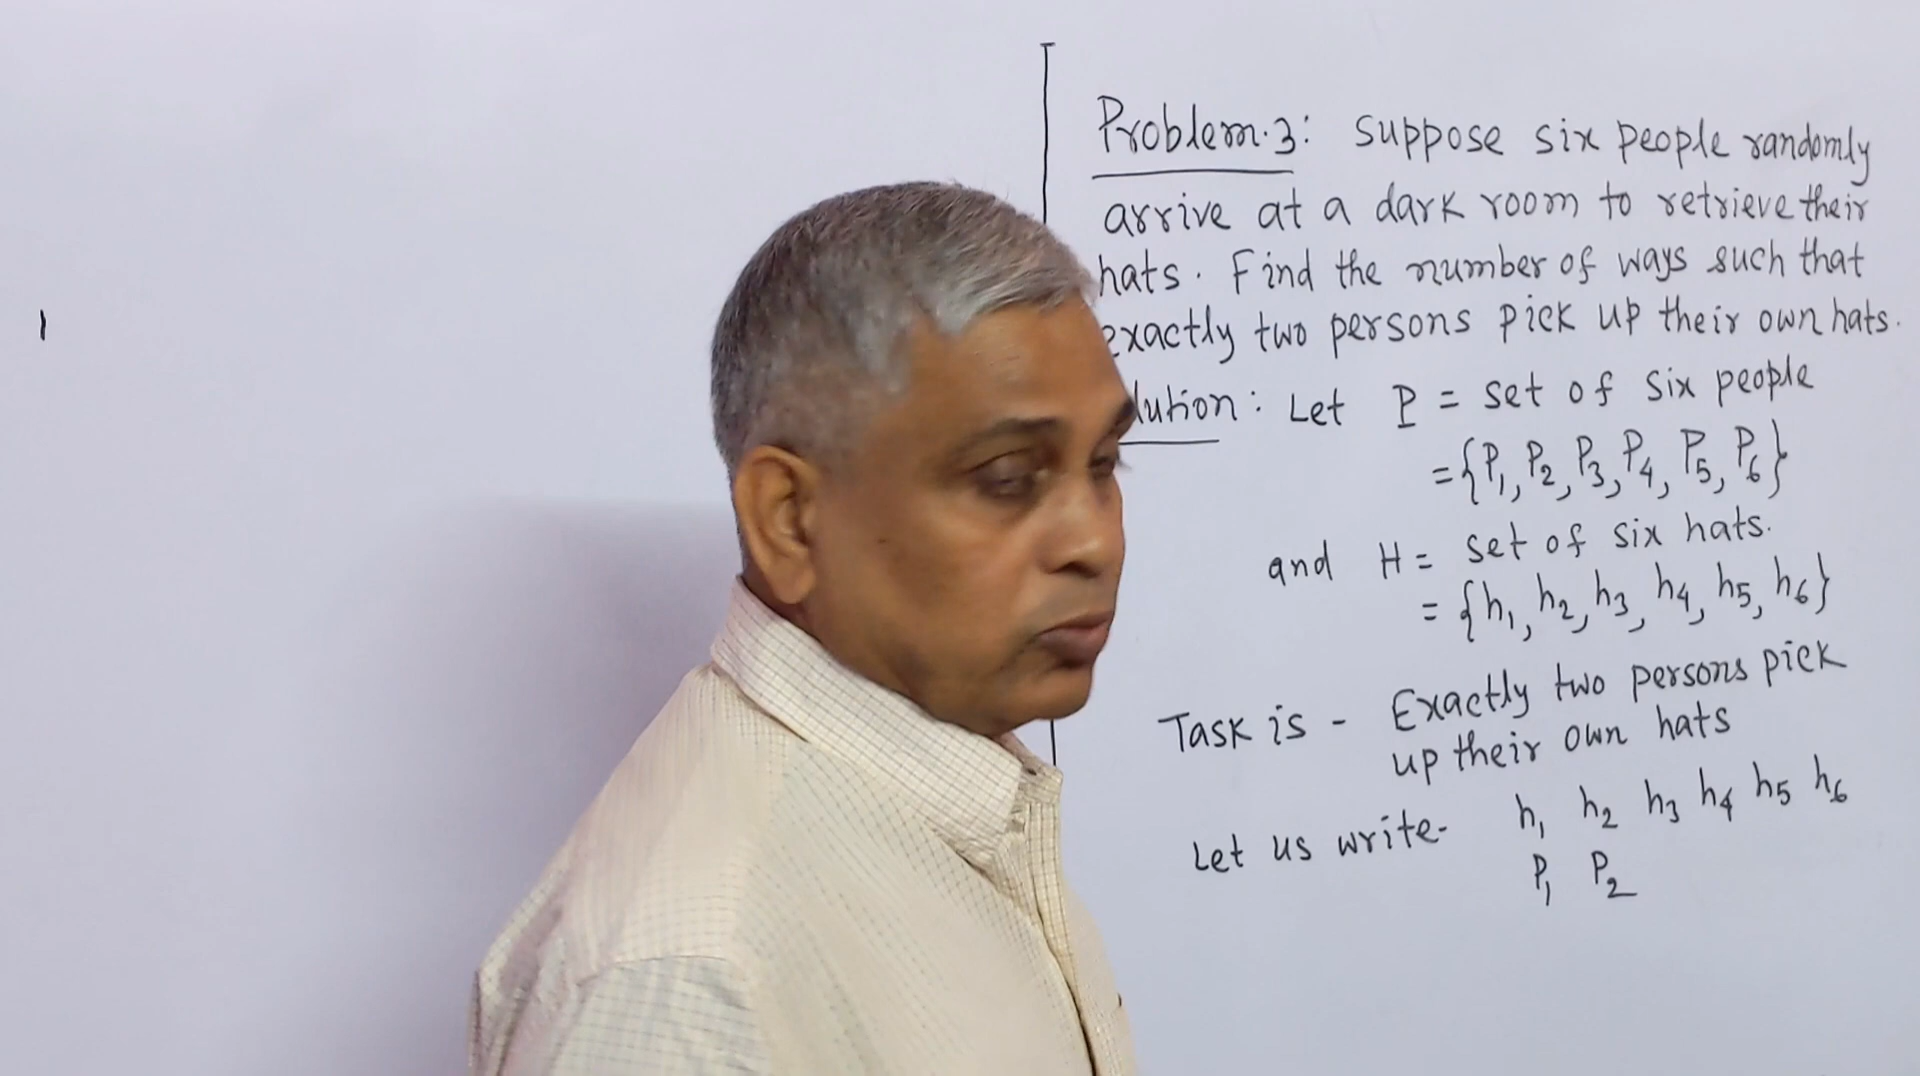 Problem.3: Suppose six people randomly
arrive at a dark room to retrieve their
hats. Find the number of ways such that
exactly two persons pick up their own hats.
lution: Let P = set of six people
= {P1, P2, P3, P4, P5, P6}
and H = set of six hats.
= {h1, h2, h3, h4, h5, h6}
Task is - Exactly two persons pick
up their own hats
Let us write- h1 h2 h3 h4 h5 h6
P1 P2